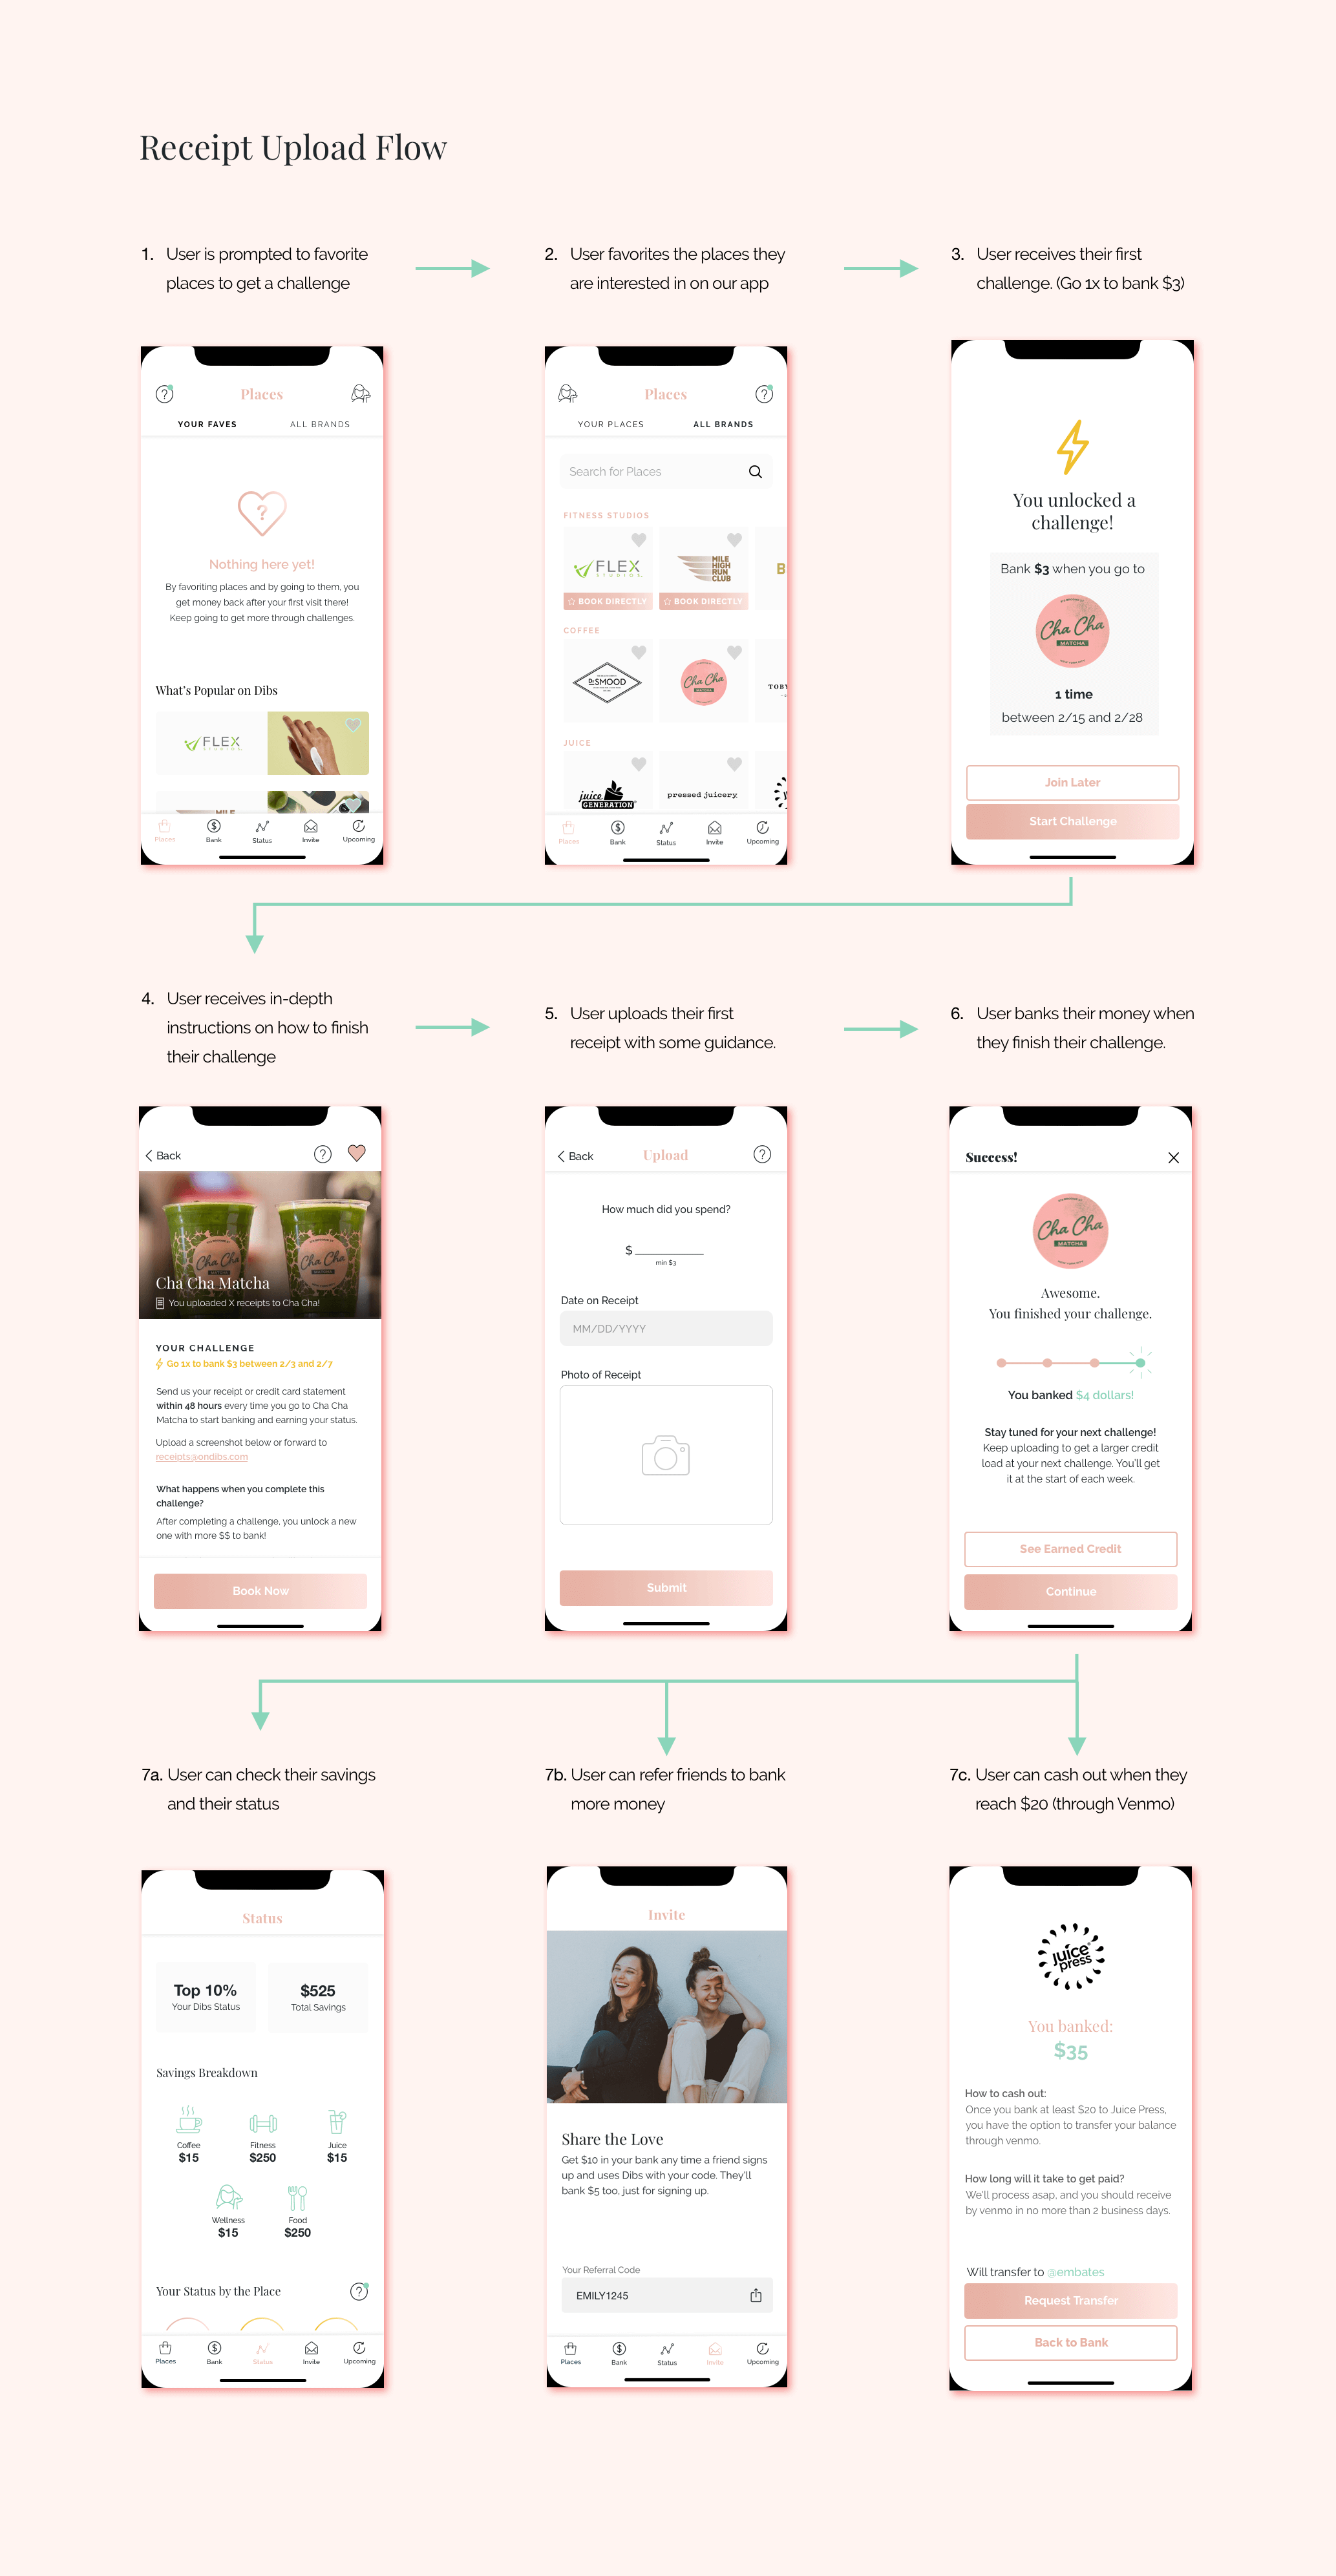 Receipt Upload Flow
1. User is prompted to favorite
places to get a challenge
2. User favorites the places they
are interested in on our app
3. User receives their first
challenge. (Go 1x to bank $3)
Places
YOUR FAVES ALL BRANDS
?
Nothing here yet!
By favoriting places and by going to them, you
get money back after your first visit there!
Keep going to get more through challenges.
What's Popular on Dibs
FLEX
STUDIOS
MILE
Places Bank Status Invite Upcoming
Places
YOUR PLACES ALL BRANDS
Search for Places
FITNESS STUDIOS
FLEX
STUDIOS
MILE
HIGH
RUN
CLUB
B
BOOK DIRECTLY BOOK DIRECTLY
COFFEE
DR SMOOD
Cha Cha
MATCHA
TOBY
JUICE
juice
GENERATION
pressed juicery
Places Bank Status Invite Upcoming
You unlocked a
challenge!
Bank $3 when you go to
Cha Cha
MATCHA
1 time
between 2/15 and 2/28
Join Later
Start Challenge
4. User receives in-depth
instructions on how to finish
their challenge
5. User uploads their first
receipt with some guidance.
6. User banks their money when
they finish their challenge.
Back
Cha Cha
Cha Cha
Cha Cha Matcha
You uploaded X receipts to Cha Cha!
YOUR CHALLENGE
Go 1x to bank $3 between 2/3 and 2/7
Send us your receipt or credit card statement
within 48 hours every time you go to Cha Cha
Matcha to start banking and earning your status.
Upload a screenshot below or forward to
receipts@ondibs.com
What happens when you complete this
challenge?
After completing a challenge, you unlock a new
one with more $$ to bank!
Book Now
Back Upload
How much did you spend?
$
min $3
Date on Receipt
MM/DD/YYYY
Photo of Receipt
Submit
Success!
Cha Cha
MATCHA
Awesome.
You finished your challenge.
You banked $4 dollars!
Stay tuned for your next challenge!
Keep uploading to get a larger credit
load at your next challenge. You'll get
it at the start of each week.
See Earned Credit
Continue
7a. User can check their savings
and their status
7b. User can refer friends to bank
more money
7c. User can cash out when they
reach $20 (through Venmo)
Status
Top 10%
Your Dibs Status
$525
Total Savings
Savings Breakdown
Coffee Fitness Juice
$15 $250 $15
Wellness Food
$15 $250
Your Status by the Place
Places Bank Status Invite Upcoming
Invite
Share the Love
Get $10 in your bank any time a friend signs
up and uses Dibs with your code. They'll
bank $5 too, just for signing up.
Your Referral Code
EMILY1245
Places Bank Status Invite Upcoming
juice
press
You banked:
$35
How to cash out:
Once you bank at least $20 to Juice Press,
you have the option to transfer your balance
through venmo.
How long will it take to get paid?
We'll process asap, and you should receive
by venmo in no more than 2 business days.
Will transfer to @embates
Request Transfer
Back to Bank